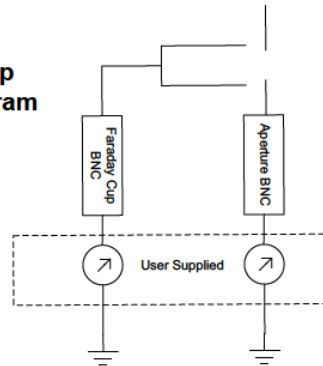 p
ram
Faraday Cup
BNC
Aperture BNC
User Supplied